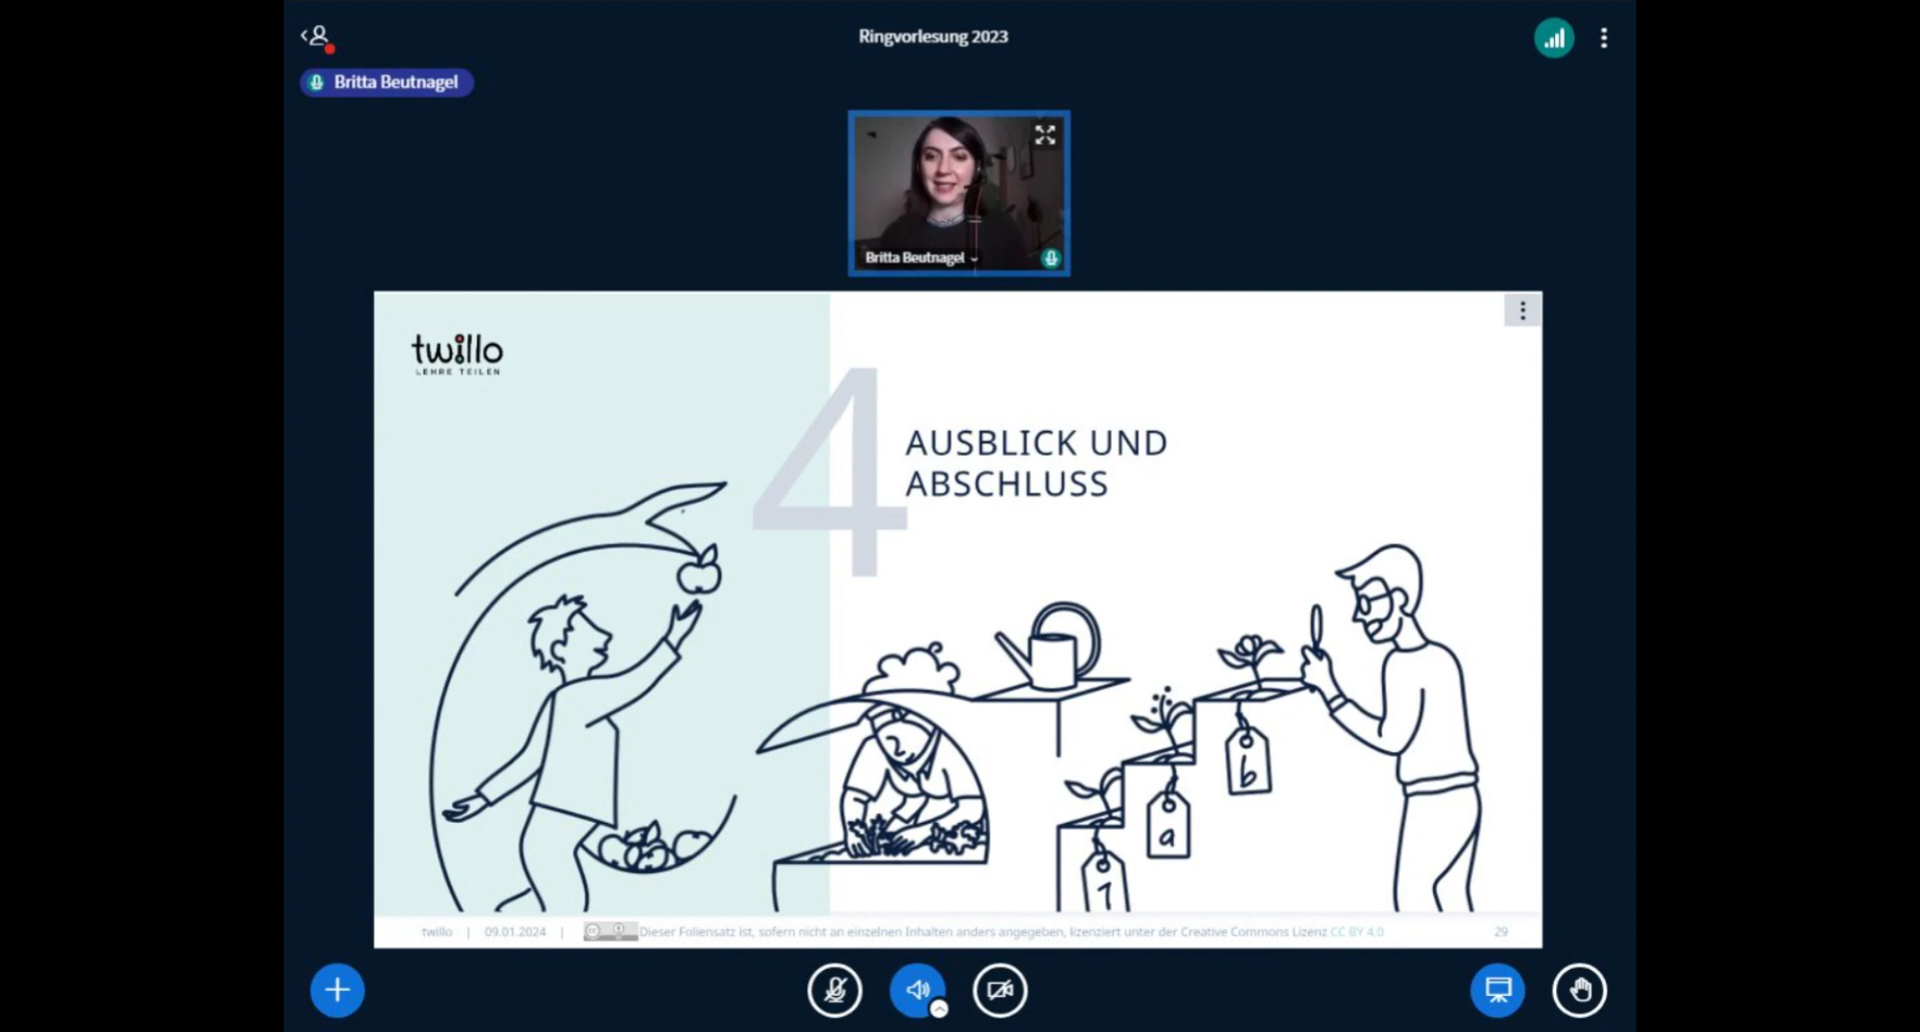 Ringvorlesung 2023
Britta Beutnagel
Britta Beutnagel
twillo
LEHRE TEILEN
4
AUSBLICK UND
ABSCHLUSS
b
a
1
twillo | 09.01.2024 | Dieser Foliensatz ist, sofern nicht an einzelnen Inhalten anders angegeben, lizenziert unter der Creative Commons Lizenz CC BY 4.0 29